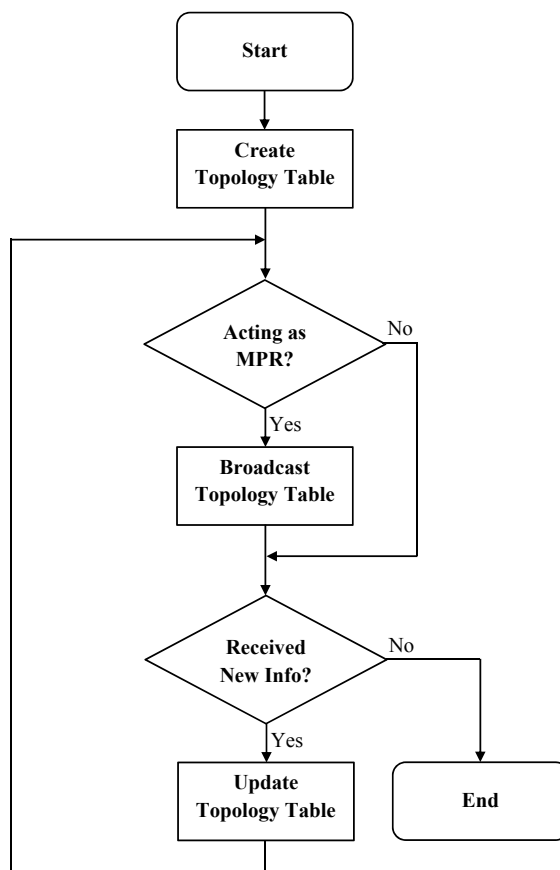 Start
Create
Topology Table
Acting as
MPR?
No
Yes
Broadcast
Topology Table
Received
New Info?
No
Yes
Update
Topology Table
End